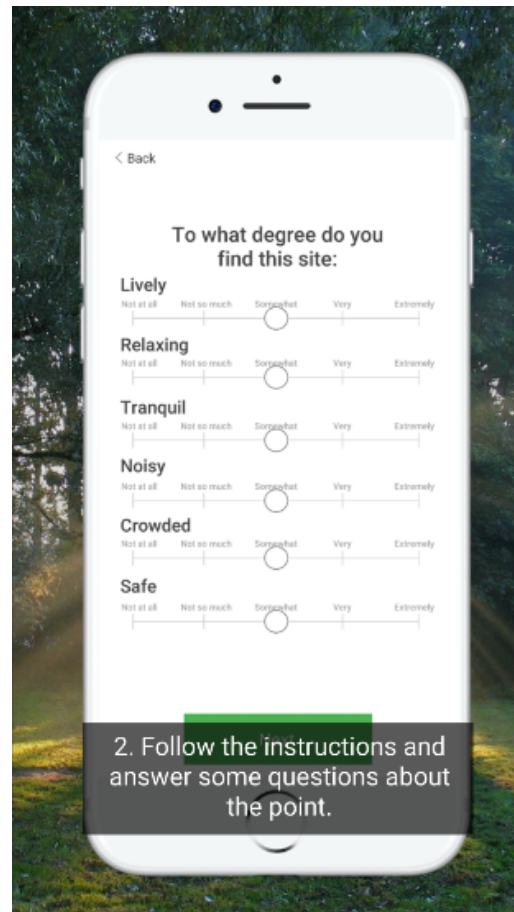 < Back
To what degree do you
find this site:
Lively
Not at all Not so much Somewhat Very Extremely
Relaxing
Not at all Not so much Somewhat Very Extremely
Tranquil
Not at all Not so much Somewhat Very Extremely
Noisy
Not at all Not so much Somewhat Very Extremely
Crowded
Not at all Not so much Somewhat Very Extremely
Safe
Not at all Not so much Somewhat Very Extremely
Next
2. Follow the instructions and
answer some questions about
the point.